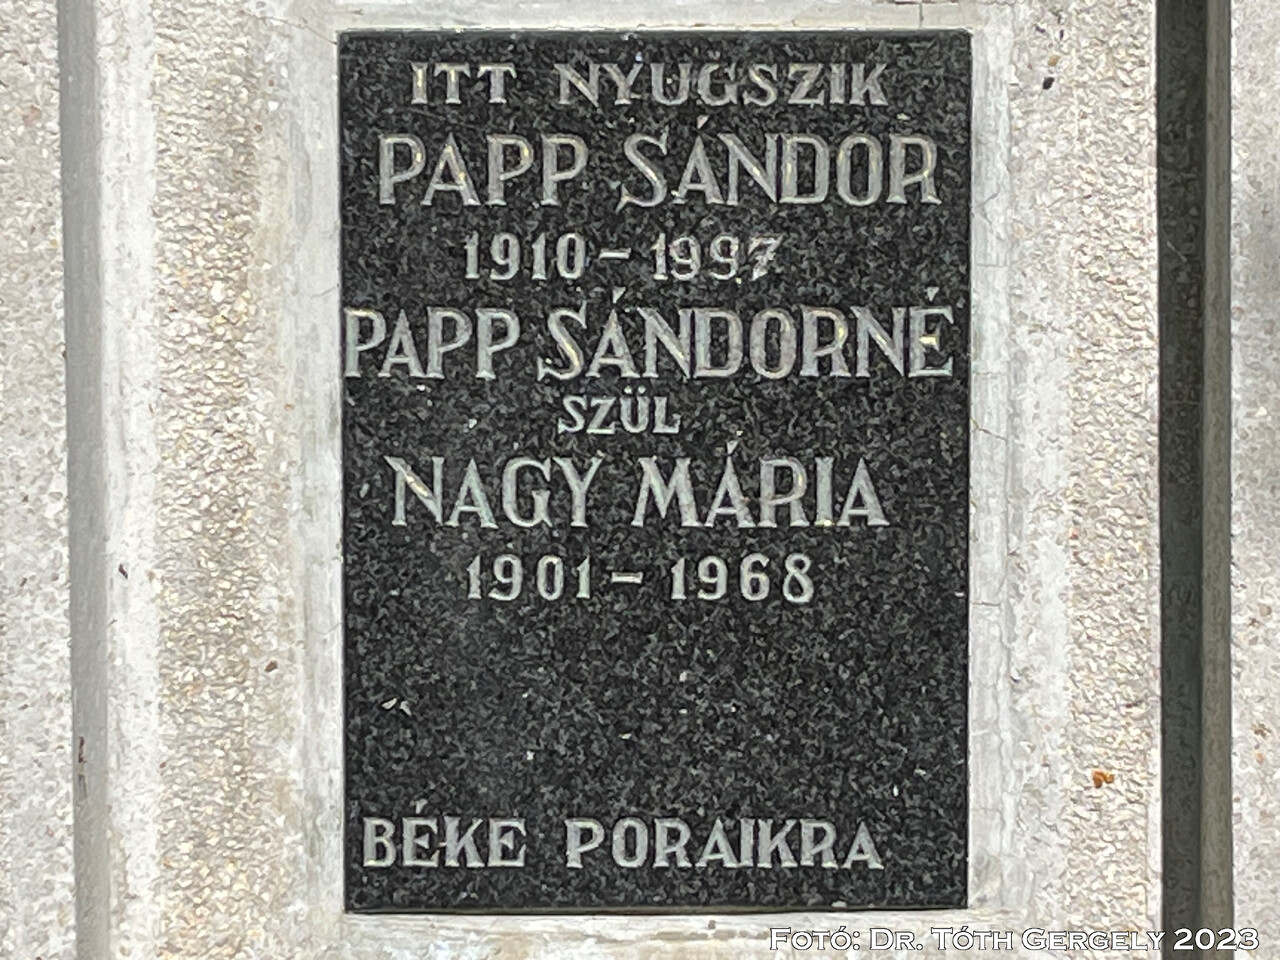 ITT NYUGSZIK
PAPP SÁNDOR
1910-1997
PAPP SÁNDORNÉ
SZÜL
NAGY MÁRIA
1901-1968
BÉKE PORAIKRA
Fotó: Dr. Tóth Gergely 2023